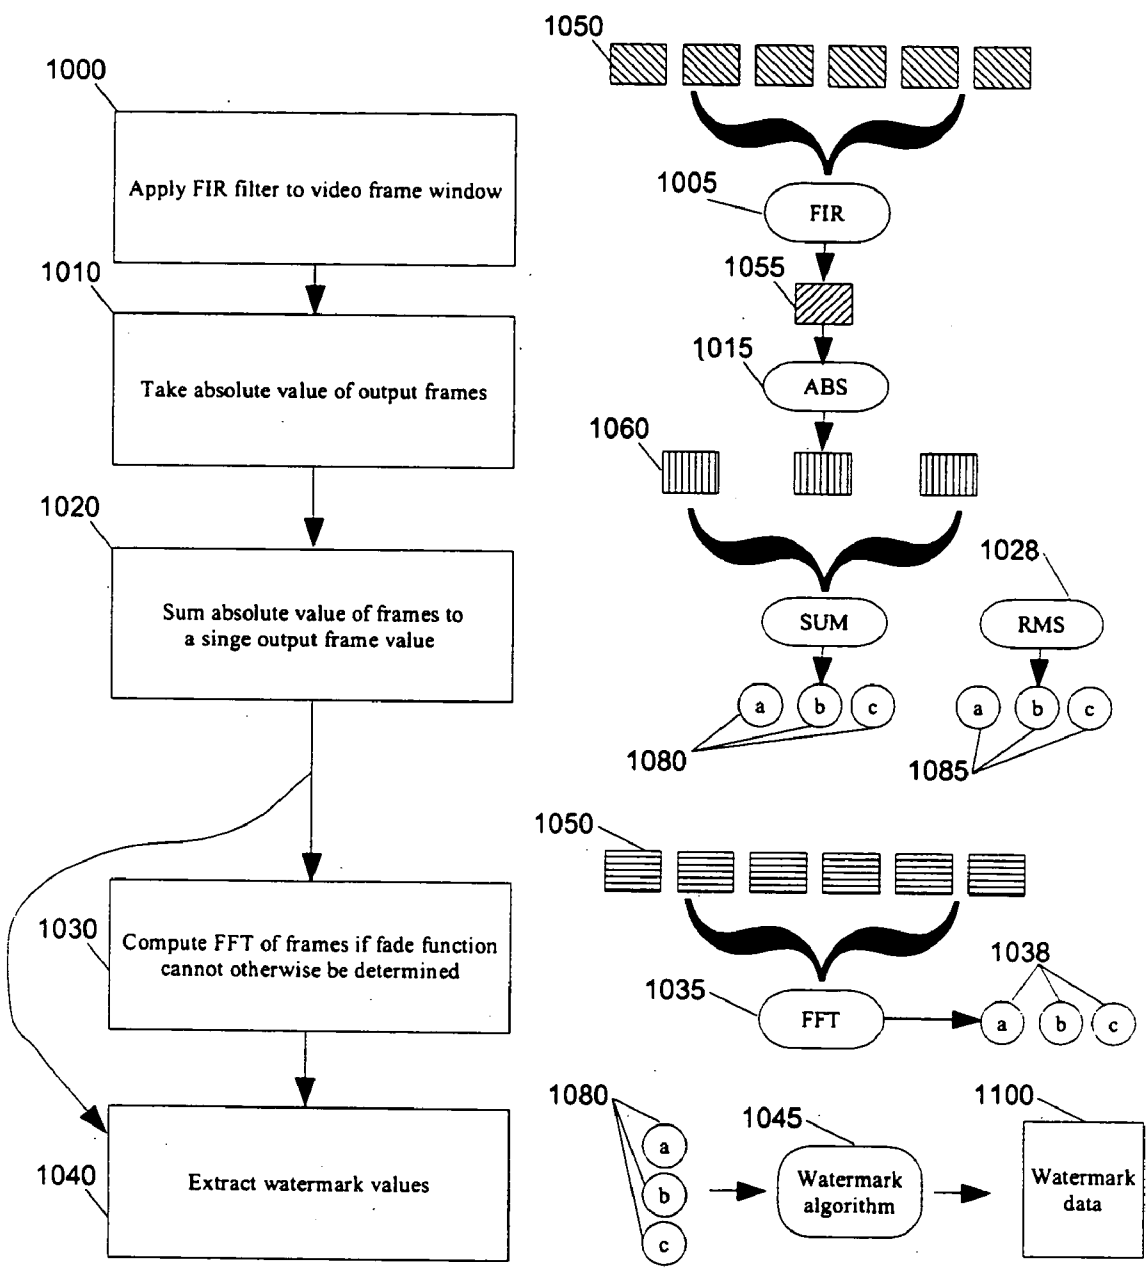 1000
Apply FIR filter to video frame window
1010
Take absolute value of output frames
1020
Sum absolute value of frames to
a singe output frame value
1030
Compute FFT of frames if fade function
cannot otherwise be determined
1040
Extract watermark values
1050
1005
FIR
1055
1015
ABS
1060
1028
SUM
RMS
a
b
c
a
b
c
1080
1085
1050
1038
1035
FFT
a
b
c
1080
1045
1100
a
b
c
Watermark
algorithm
Watermark
data